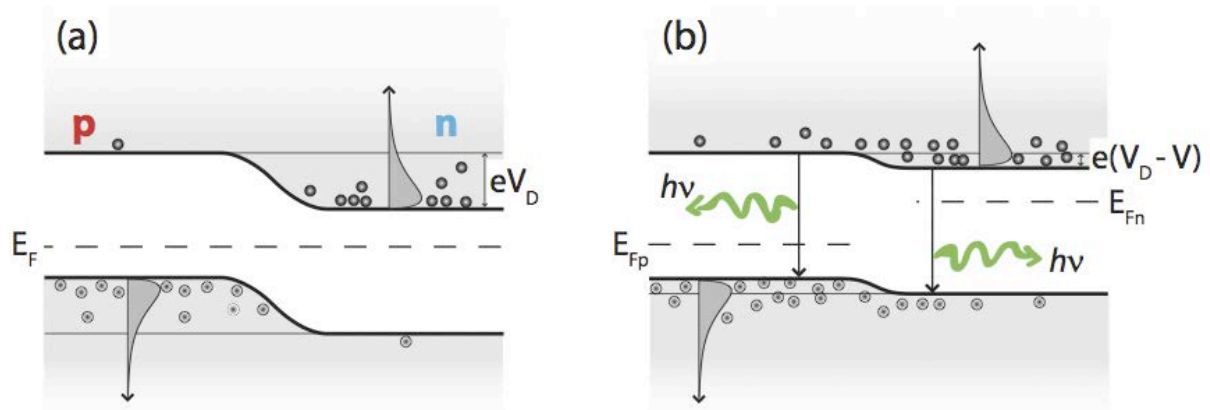 (a)
p
n
eV_D
E_F
(b)
e(V_D - V)
hν
E_Fn
E_Fp
hν